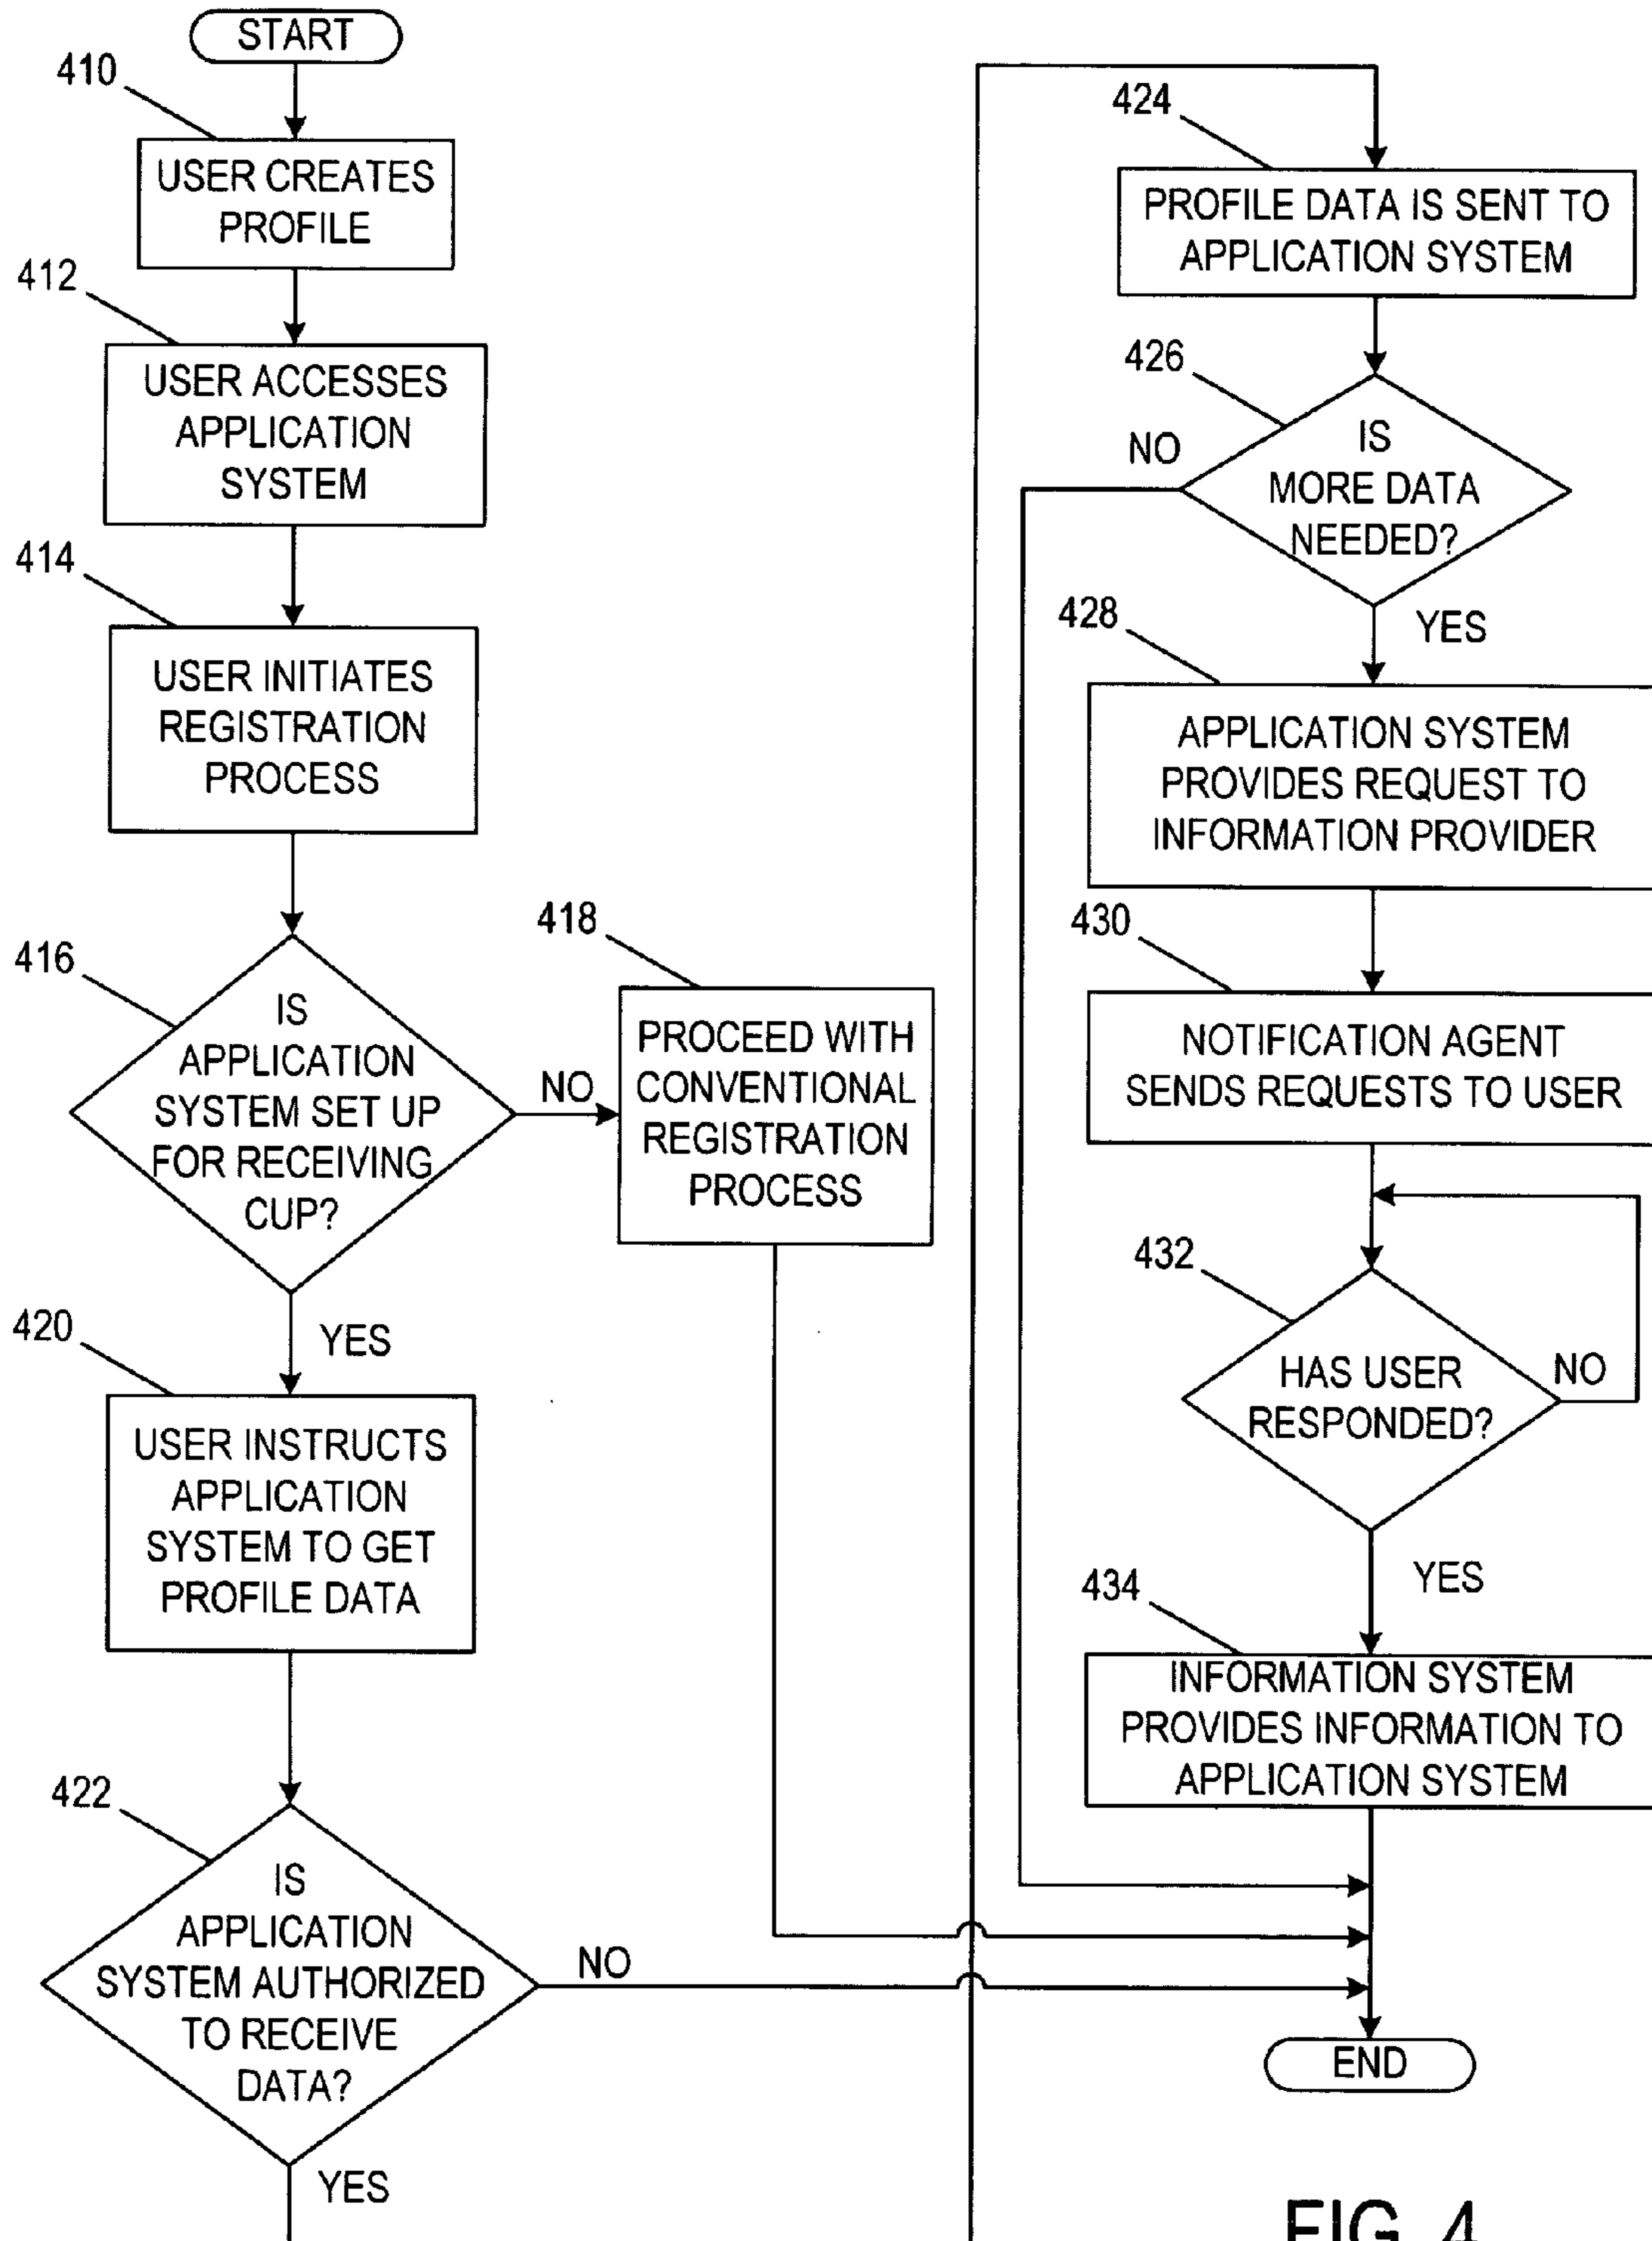 START
410
USER CREATES
PROFILE
412
USER ACCESSES
APPLICATION
SYSTEM
414
USER INITIATES
REGISTRATION
PROCESS
416
IS
APPLICATION
SYSTEM SET UP
FOR RECEIVING
CUP?
NO
418
PROCEED WITH
CONVENTIONAL
REGISTRATION
PROCESS
YES
420
USER INSTRUCTS
APPLICATION
SYSTEM TO GET
PROFILE DATA
422
IS
APPLICATION
SYSTEM AUTHORIZED
TO RECEIVE
DATA?
NO
YES
424
PROFILE DATA IS SENT TO
APPLICATION SYSTEM
426
IS
MORE DATA
NEEDED?
NO
YES
428
APPLICATION SYSTEM
PROVIDES REQUEST TO
INFORMATION PROVIDER
430
NOTIFICATION AGENT
SENDS REQUESTS TO USER
432
HAS USER
RESPONDED?
NO
YES
434
INFORMATION SYSTEM
PROVIDES INFORMATION TO
APPLICATION SYSTEM
END
FIG. 4